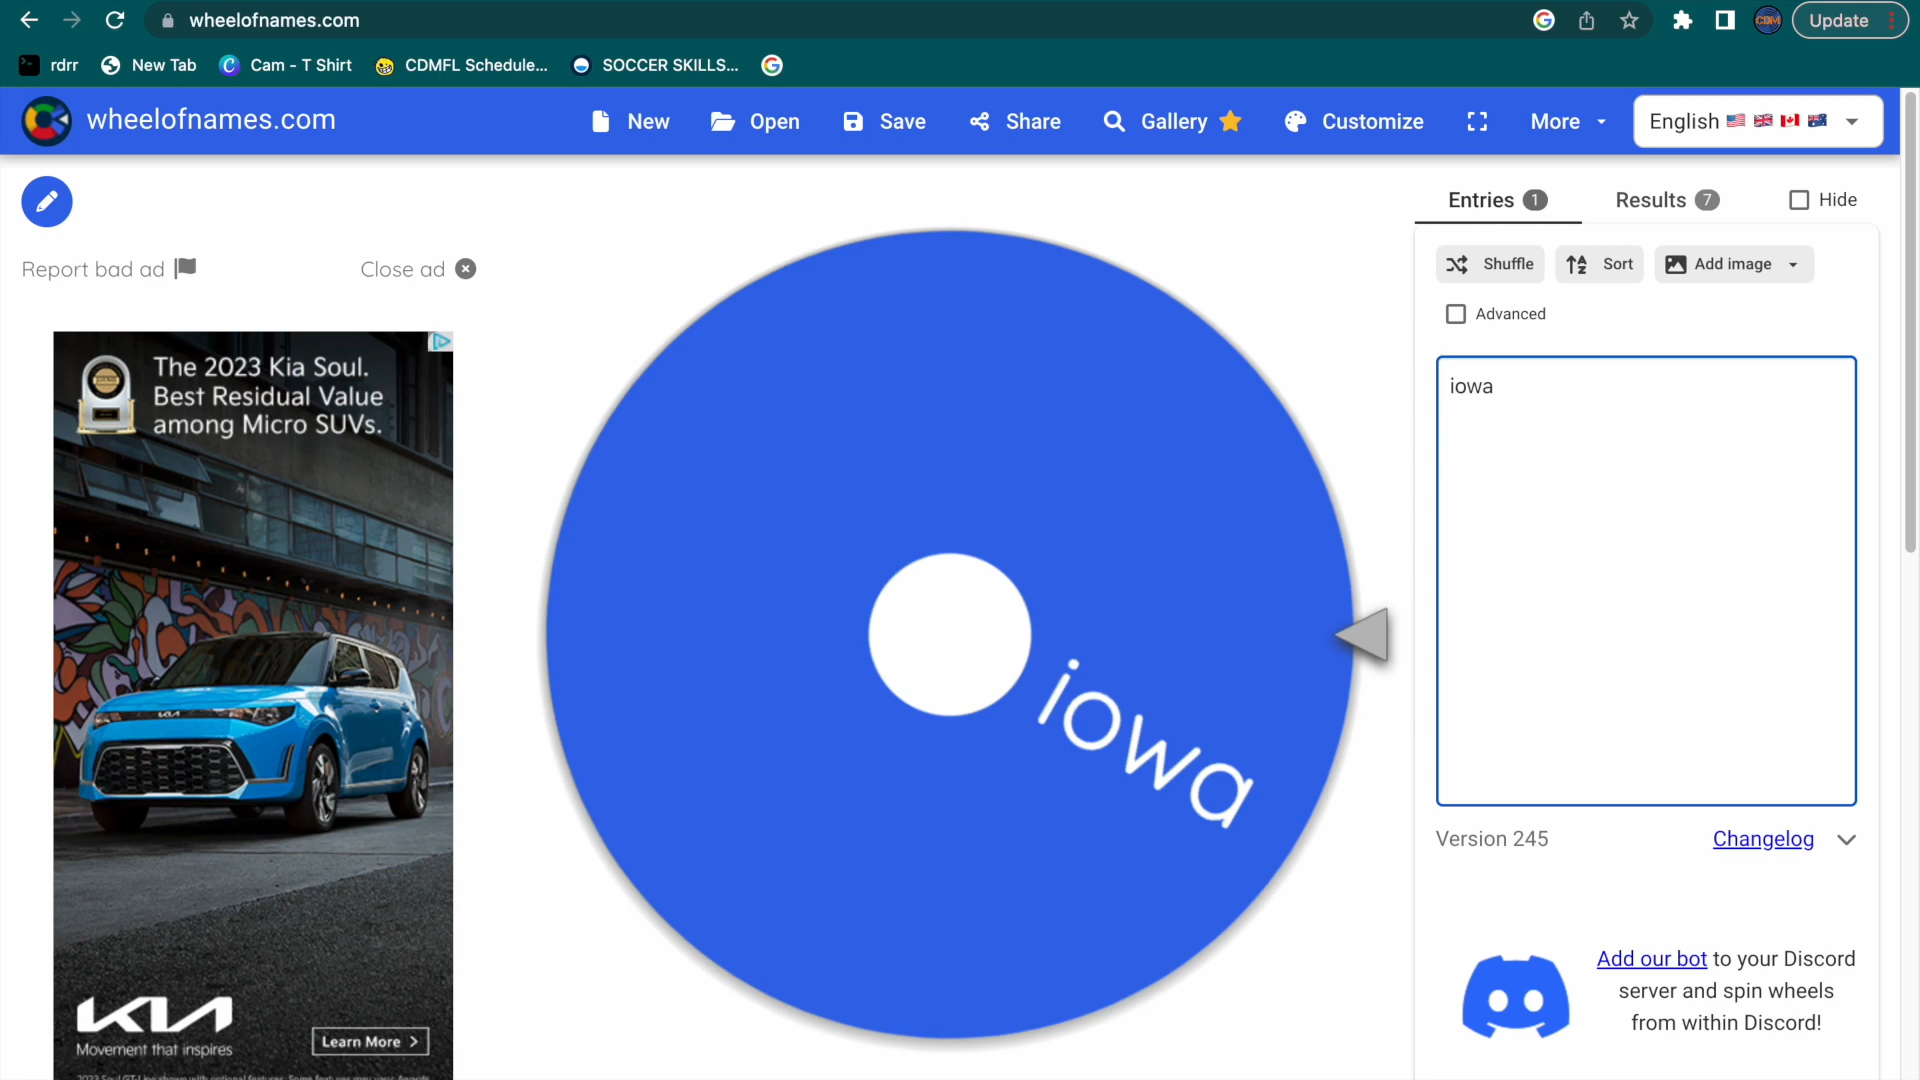 wheelofnames.com
CDM
Update
rdrr
New Tab
Cam - T Shirt
CDMFL Schedule...
SOCCER SKILLS...
wheelofnames.com
New
Open
Save
Share
Gallery
Customize
More
English
Entries 1
Results 7
Hide
Report bad ad
Close ad
Shuffle
Sort
Add image
Advanced
The 2023 Kia Soul.
Best Residual Value
among Micro SUVs.
iowa
iowa
Version 245
Changelog
Add our bot to your Discord
server and spin wheels
from within Discord!
KIA
Movement that inspires
Learn More